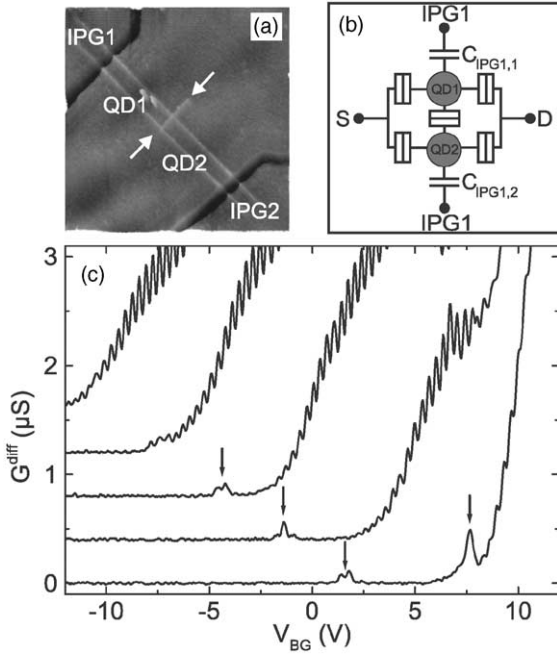 (a)
IPG1
QD1
QD2
IPG2
(b)
IPG1
C_IPG1,1
QD1
S
D
QD2
C_IPG1,2
IPG1
(c)
3
2
1
0
G^diff (µS)
-10 -5 0 5 10
V_BG (V)